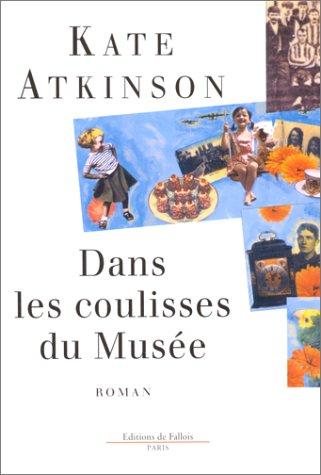 KATE
ATKINSON
Dans
les coulisses
du Musée
ROMAN
Editions de Fallois
PARIS